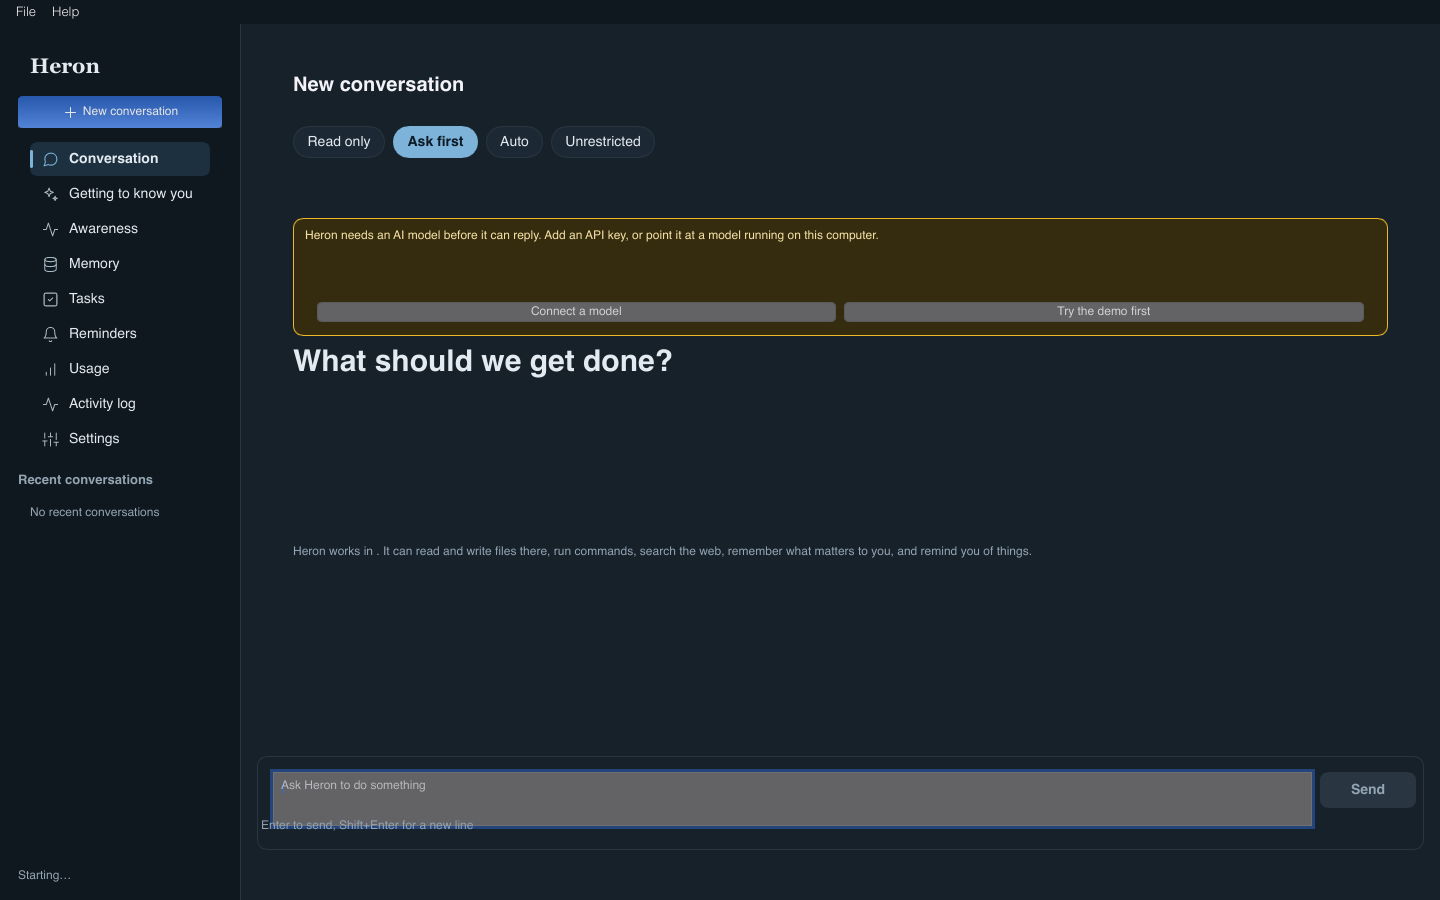 File Help
Heron
New conversation
Conversation
Getting to know you
Awareness
Memory
Tasks
Reminders
Usage
Activity log
Settings
Recent conversations
No recent conversations
Starting…
New conversation
Read only Ask first Auto Unrestricted
Heron needs an AI model before it can reply. Add an API key, or point it at a model running on this computer.
Connect a model Try the demo first
What should we get done?
Heron works in . It can read and write files there, run commands, search the web, remember what matters to you, and remind you of things.
Ask Heron to do something
Send
Enter to send, Shift+Enter for a new line